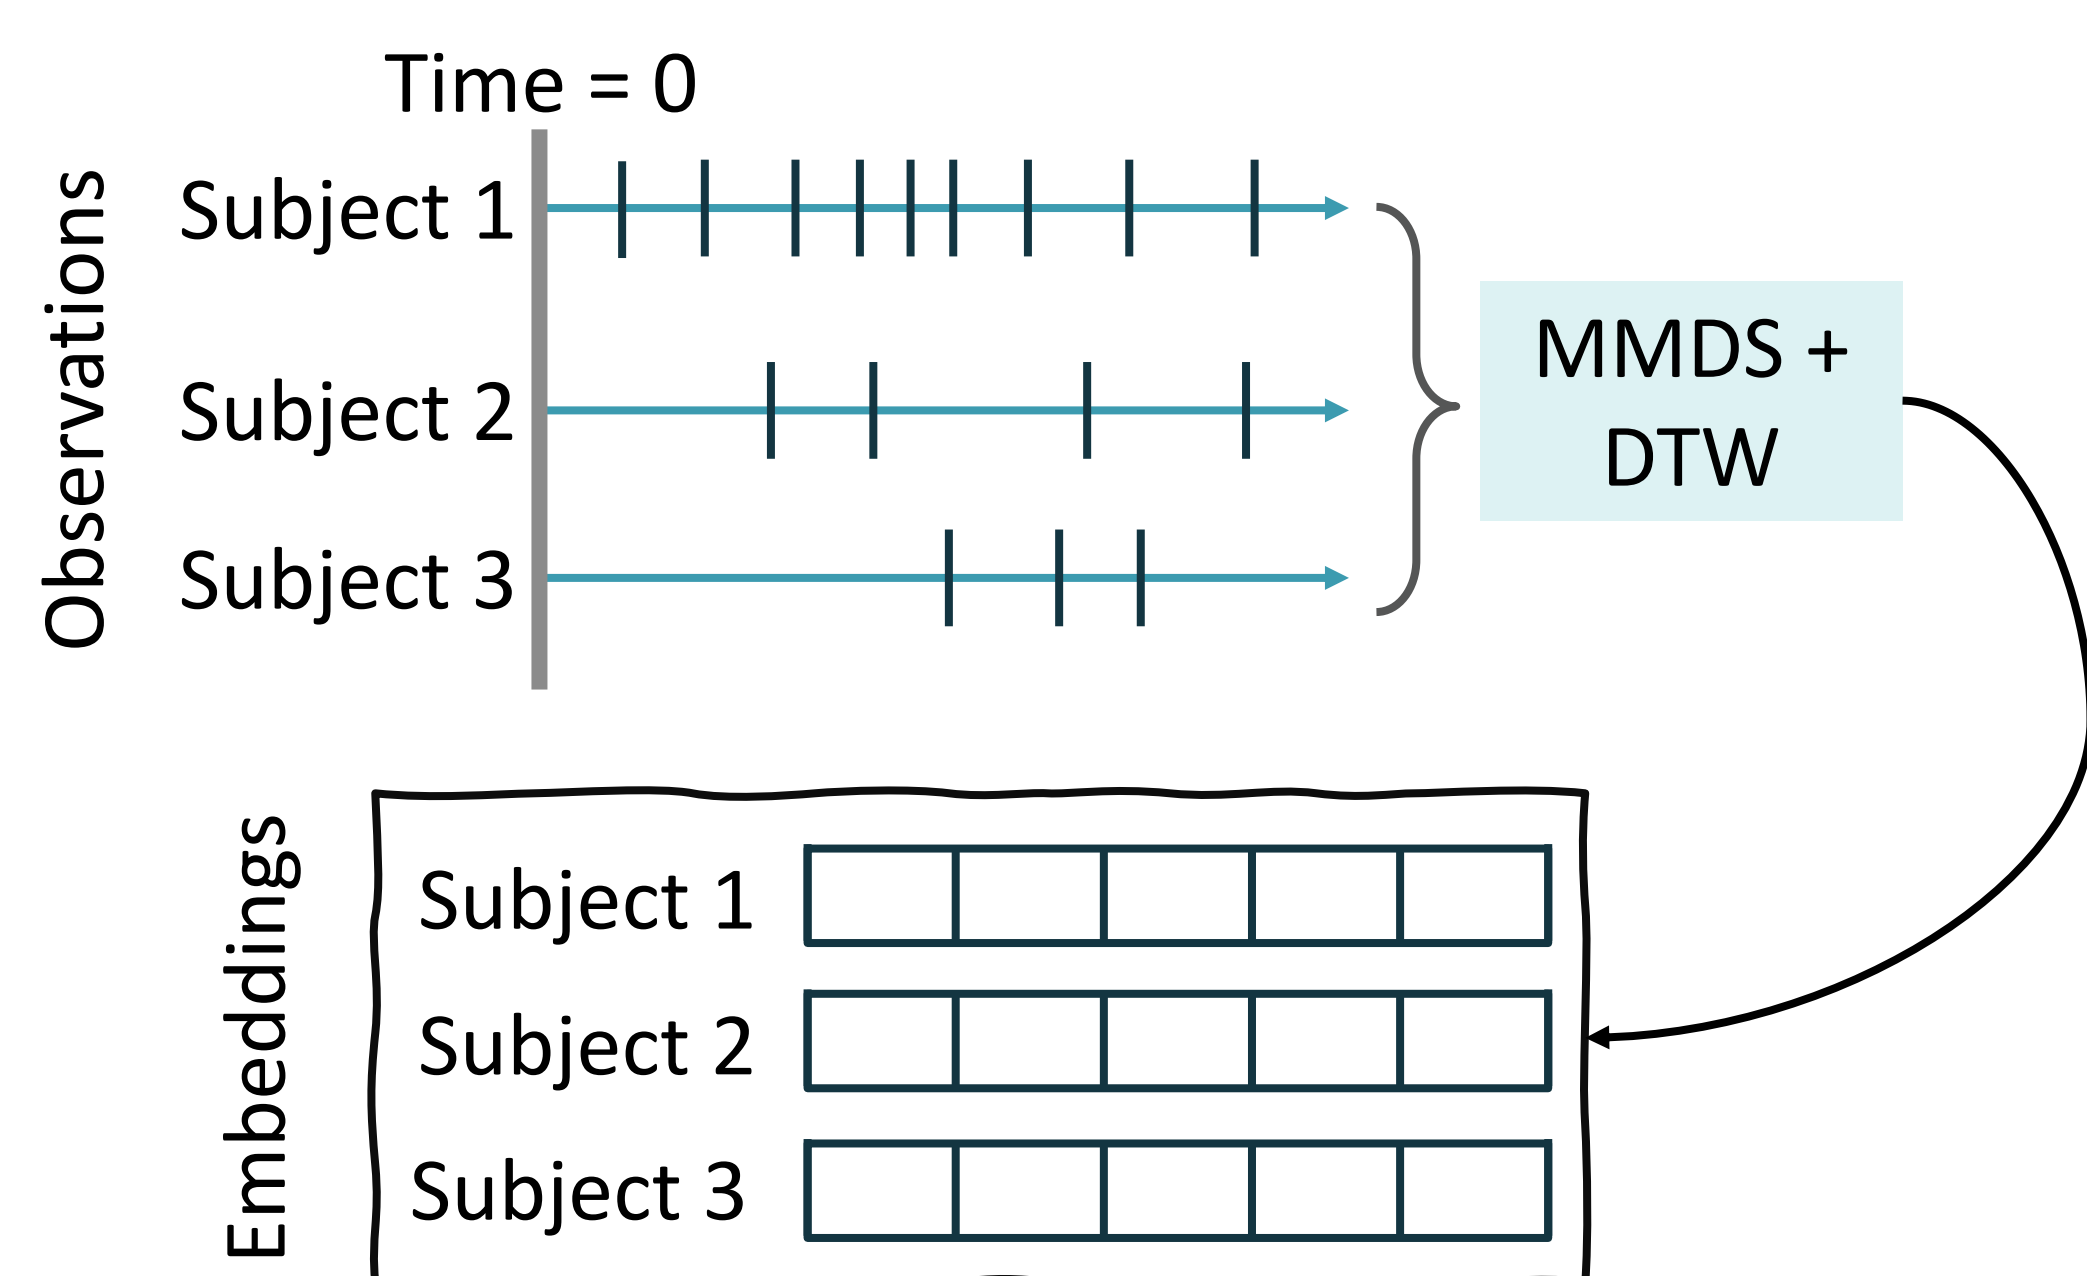 Time = 0
Observations
Subject 1
Subject 2
Subject 3
MMDS +
DTW
Embeddings
Subject 1
Subject 2
Subject 3